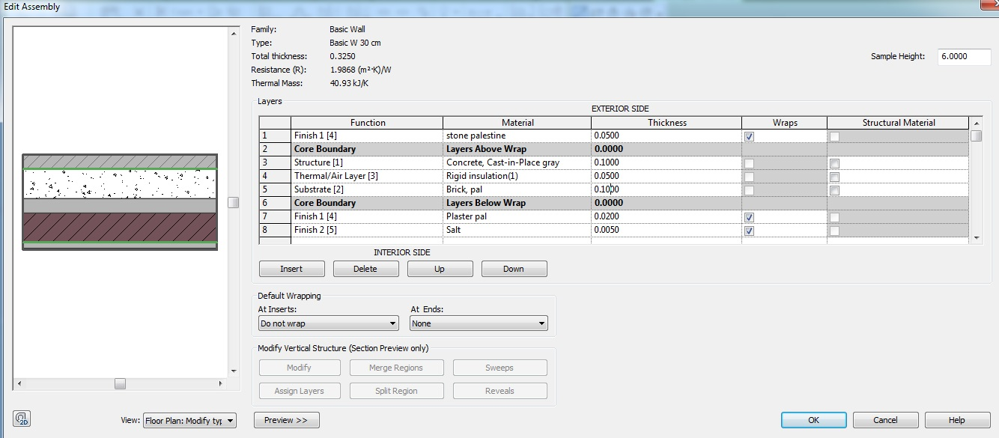 Edit Assembly
Family: Basic Wall
Type: Basic W 30 cm
Total thickness: 0.3250 Sample Height: 6.0000
Resistance (R): 1.9868 (m²·K)/W
Thermal Mass: 40.93 kJ/K
Layers
EXTERIOR SIDE
Function Material Thickness Wraps Structural Material
1 Finish 1 [4] stone palestine 0.0500
2 Core Boundary Layers Above Wrap 0.0000
3 Structure [1] Concrete, Cast-in-Place gray 0.1000
4 Thermal/Air Layer [3] Rigid insulation(1) 0.0500
5 Substrate [2] Brick, pal 0.1000
6 Core Boundary Layers Below Wrap 0.0000
7 Finish 1 [4] Plaster pal 0.0200
8 Finish 2 [5] Salt 0.0050
INTERIOR SIDE
Insert Delete Up Down
Default Wrapping
At Inserts: At Ends:
Do not wrap None
Modify Vertical Structure (Section Preview only)
Modify Merge Regions Sweeps
Assign Layers Split Region Reveals
2D View: Floor Plan: Modify typ Preview >> OK Cancel Help